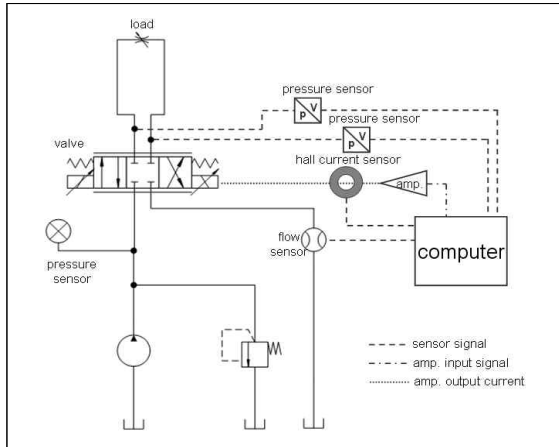 load
pressure sensor
V
p
pressure sensor
V
p
valve
hall current sensor
amp.
flow
sensor
computer
pressure
sensor
sensor signal
amp. input signal
amp. output current